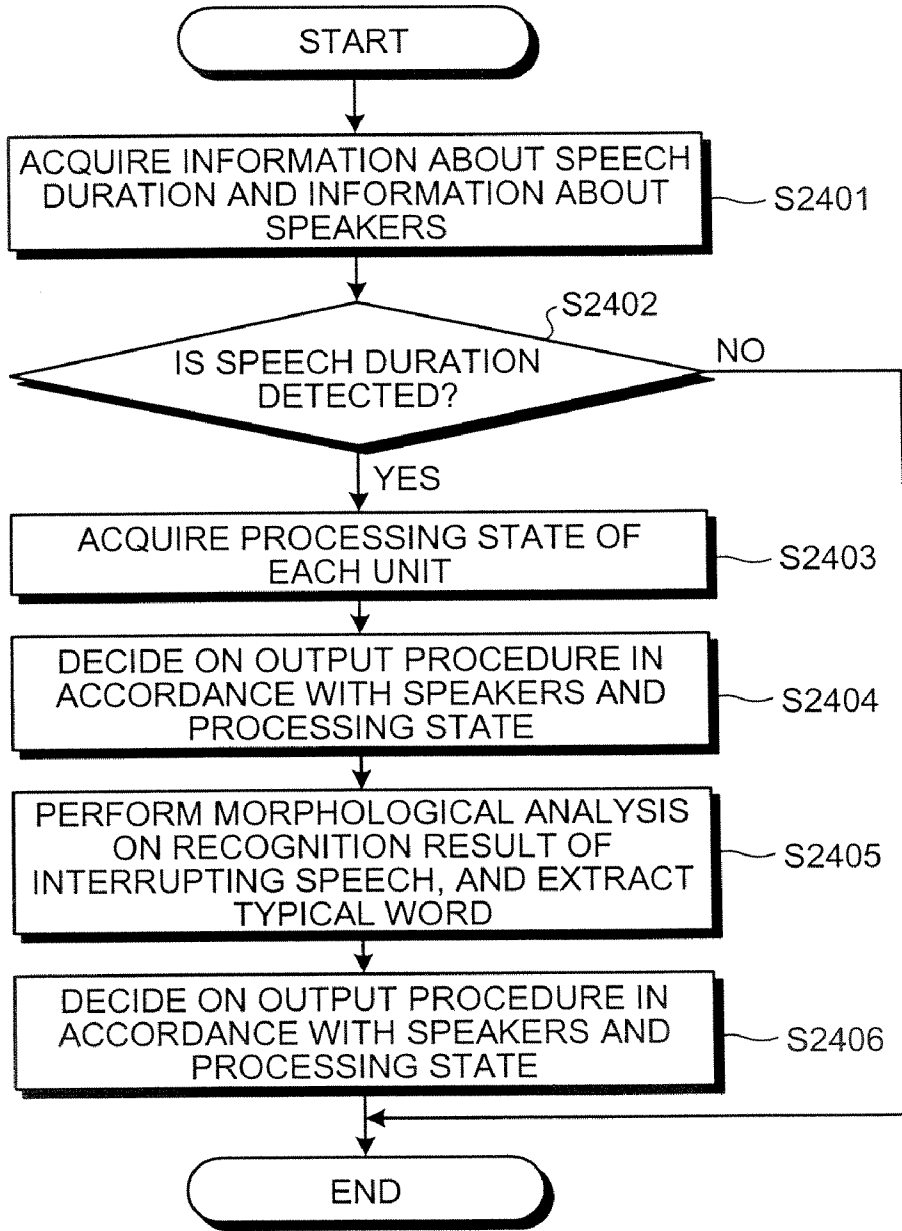 START
ACQUIRE INFORMATION ABOUT SPEECH
DURATION AND INFORMATION ABOUT
SPEAKERS
S2401
S2402
IS SPEECH DURATION
DETECTED?
NO
YES
ACQUIRE PROCESSING STATE OF
EACH UNIT
S2403
DECIDE ON OUTPUT PROCEDURE IN
ACCORDANCE WITH SPEAKERS AND
PROCESSING STATE
S2404
PERFORM MORPHOLOGICAL ANALYSIS
ON RECOGNITION RESULT OF
INTERRUPTING SPEECH, AND EXTRACT
TYPICAL WORD
S2405
DECIDE ON OUTPUT PROCEDURE IN
ACCORDANCE WITH SPEAKERS AND
PROCESSING STATE
S2406
END